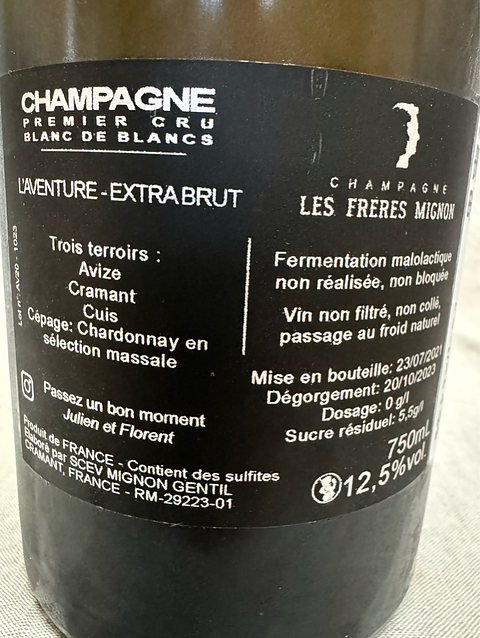 CHAMPAGNE
PREMIER CRU
BLANC DE BLANCS
L'AVENTURE - EXTRA BRUT
Trois terroirs :
Avize
Cramant
Cuis
Cépage: Chardonnay en
sélection massale
Passez un bon moment
Julien et Florent
Produit de FRANCE - Contient des sulfites
Elaboré par SCEV MIGNON GENTIL
CRAMANT, FRANCE - RM-29223-01
Lot n°: AV20 - 1023
CHAMPAGNE
LES FRÈRES MIGNON
Fermentation malolactique
non réalisée, non bloquée
Vin non filtré, non collé,
passage au froid naturel
Mise en bouteille: 23/07/2021
Dégorgement: 20/10/2023
Dosage: 0 g/l
Sucre résiduel: 5,5g/l
750mL
12,5%vol.